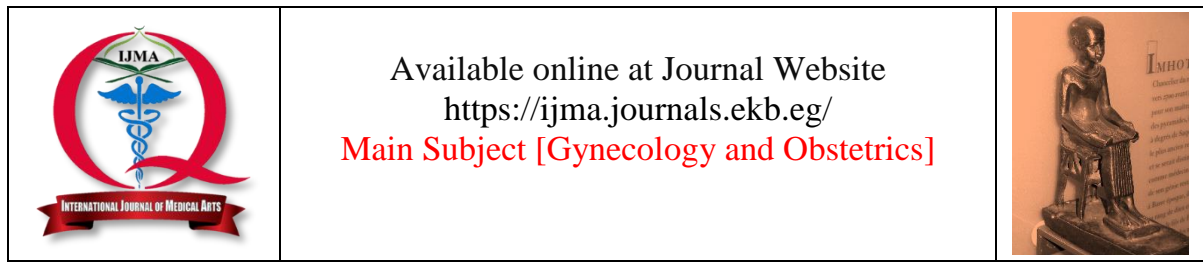 IJMA
INTERNATIONAL JOURNAL OF MEDICAL ARTS
Available online at Journal Website
https://ijma.journals.ekb.eg/
Main Subject [Gynecology and Obstetrics]
IMHOT